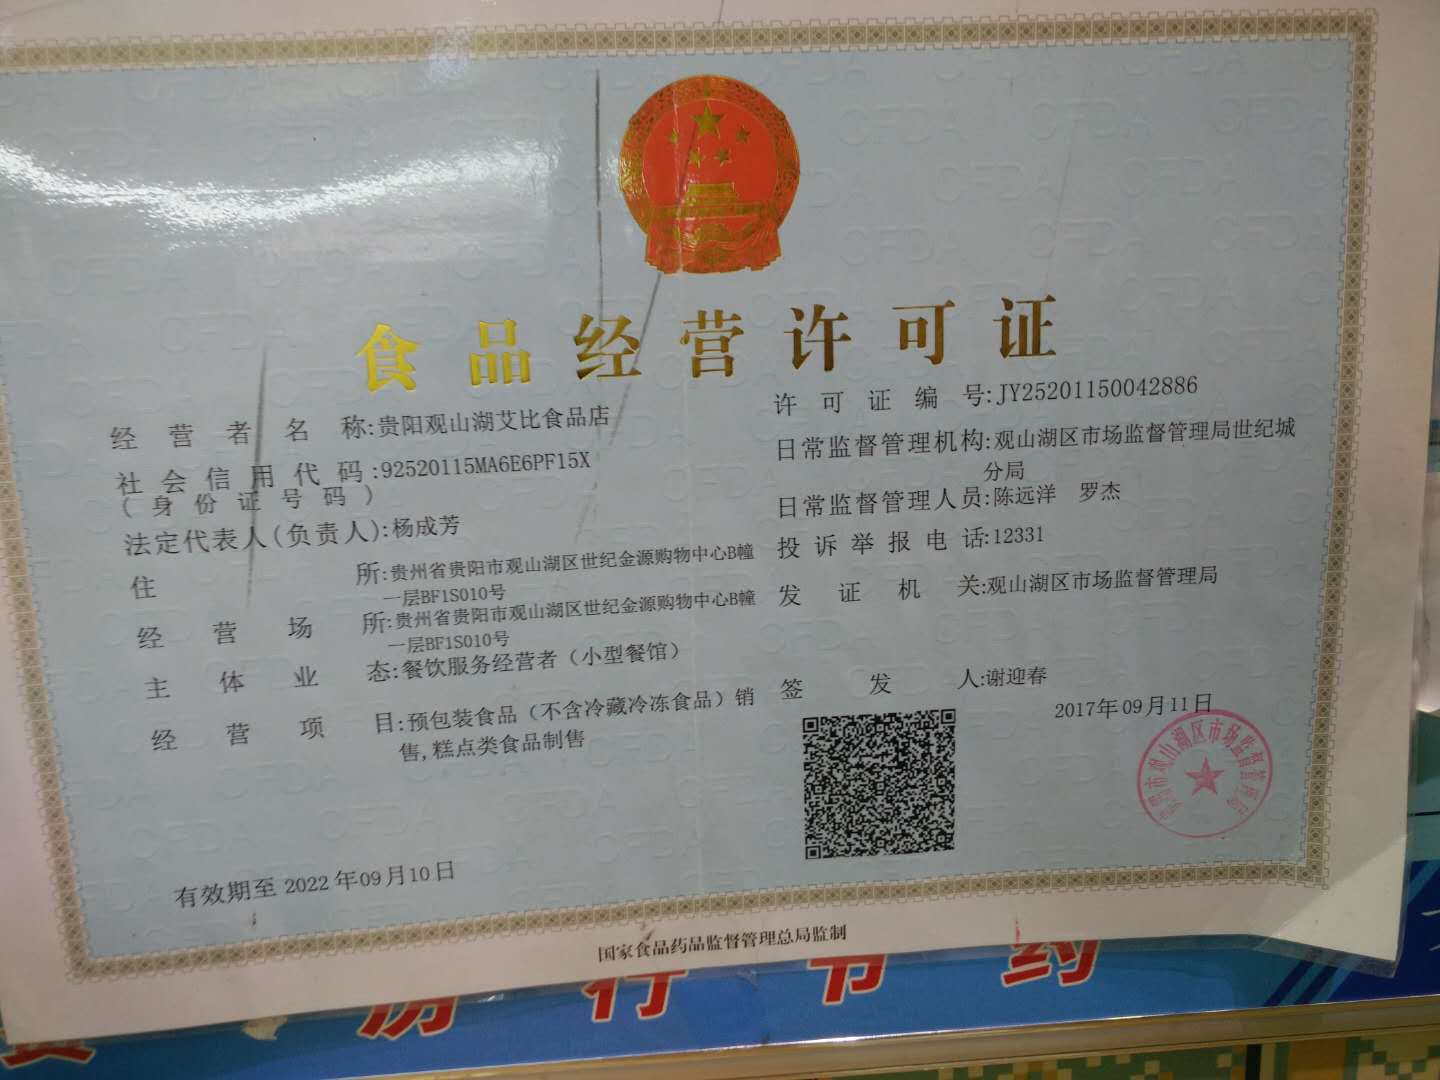 食品经营许可证
经营者名称:贵阳观山湖艾比食品店
社会信用代码:92520115MA6E6PF15X
(身份证号码)
法定代表人(负责人):杨成芳
住所:贵州省贵阳市观山湖区世纪金源购物中心B幢
一层BF1S010号
经营场所:贵州省贵阳市观山湖区世纪金源购物中心B幢
一层BF1S010号
主体业态:餐饮服务经营者（小型餐馆）
经营项目:预包装食品（不含冷藏冷冻食品）销
售,糕点类食品制售
许可证编号:JY25201150042886
日常监督管理机构:观山湖区市场监督管理局世纪城
分局
日常监督管理人员:陈远洋 罗杰
投诉举报电话:12331
发证机关:观山湖区市场监督管理局
签发人:谢迎春
2017年09月11日
贵阳市观山湖区市场监督管理局
有效期至 2022年09月10日
国家食品药品监督管理总局监制
厉行节约